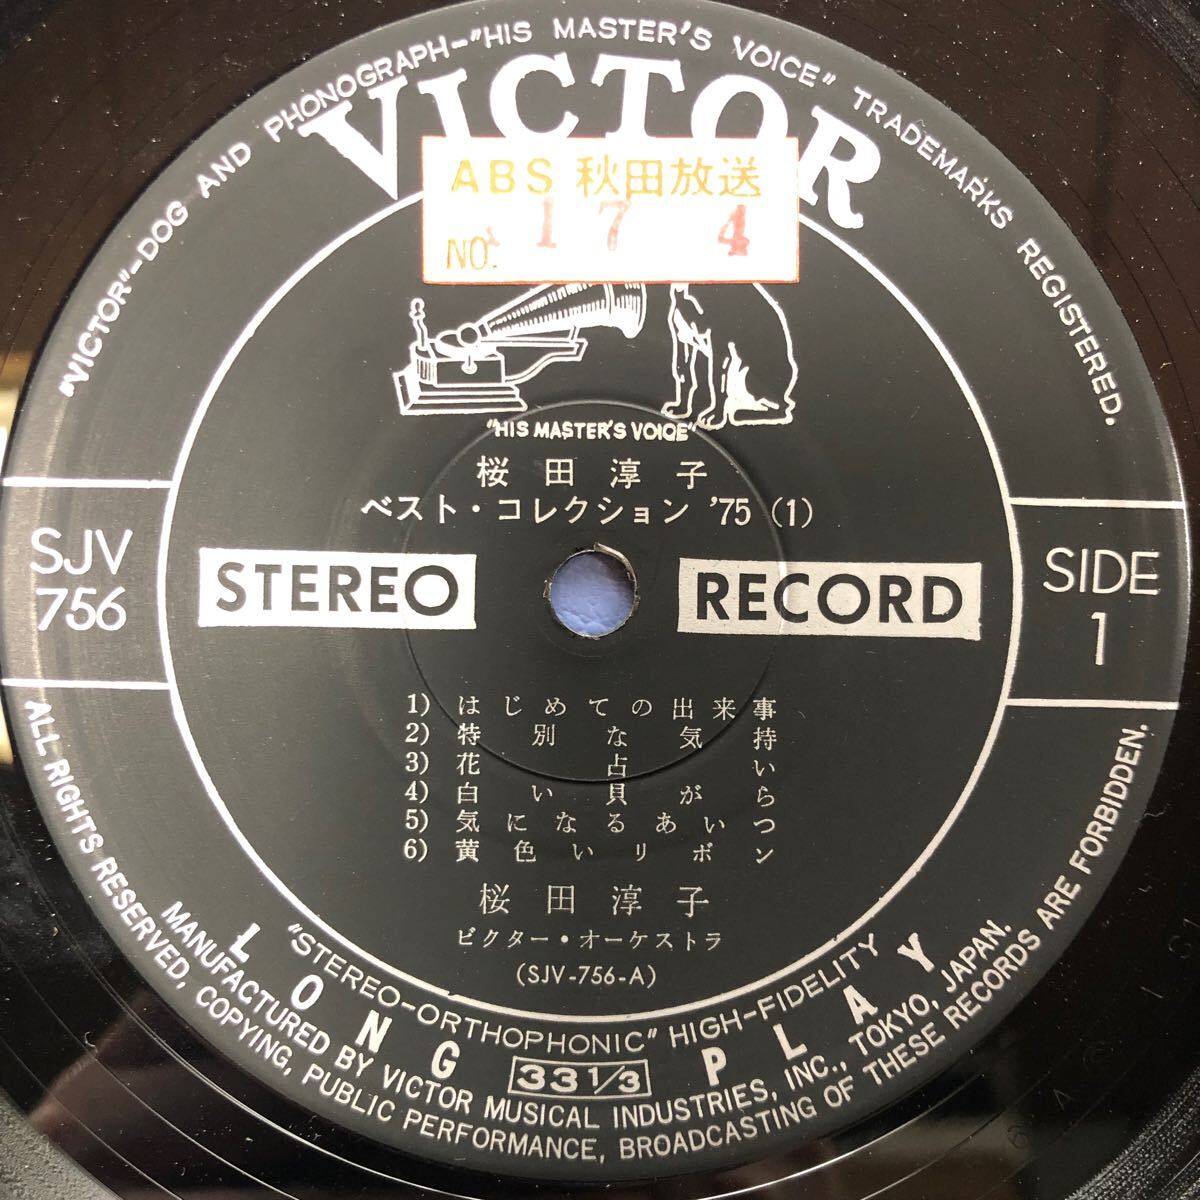 "VICTOR"-DOG AND PHONOGRAPH-"HIS MASTER'S VOICE" TRADEMARKS REGISTERED.
VICTOR
ABS 秋田放送
NO. 17 4
"HIS MASTER'S VOICE"
桜田淳子
ベスト・コレクション '75 (1)
SJV
756
STEREO RECORD
SIDE
1
1) はじめての出来事
2) 特別な気持
3) 花占い
4) 白い貝がら
5) 気になるあいつ
6) 黄色いリボン
桜田淳子
ビクター・オーケストラ
(SJV-756-A)
"STEREO-ORTHOPHONIC" HIGH-FIDELITY
LONG 33 1/3 PLAY
MANUFACTURED BY VICTOR MUSICAL INDUSTRIES, INC., TOKYO, JAPAN.
ALL RIGHTS RESERVED, COPYING, PUBLIC PERFORMANCE, BROADCASTING OF THESE RECORDS ARE FORBIDDEN.